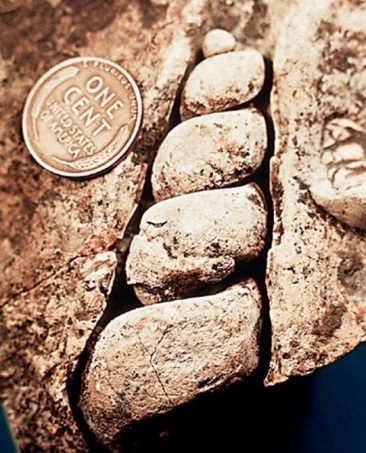 ONE
CENT
UNITED STATES
OF AMERICA